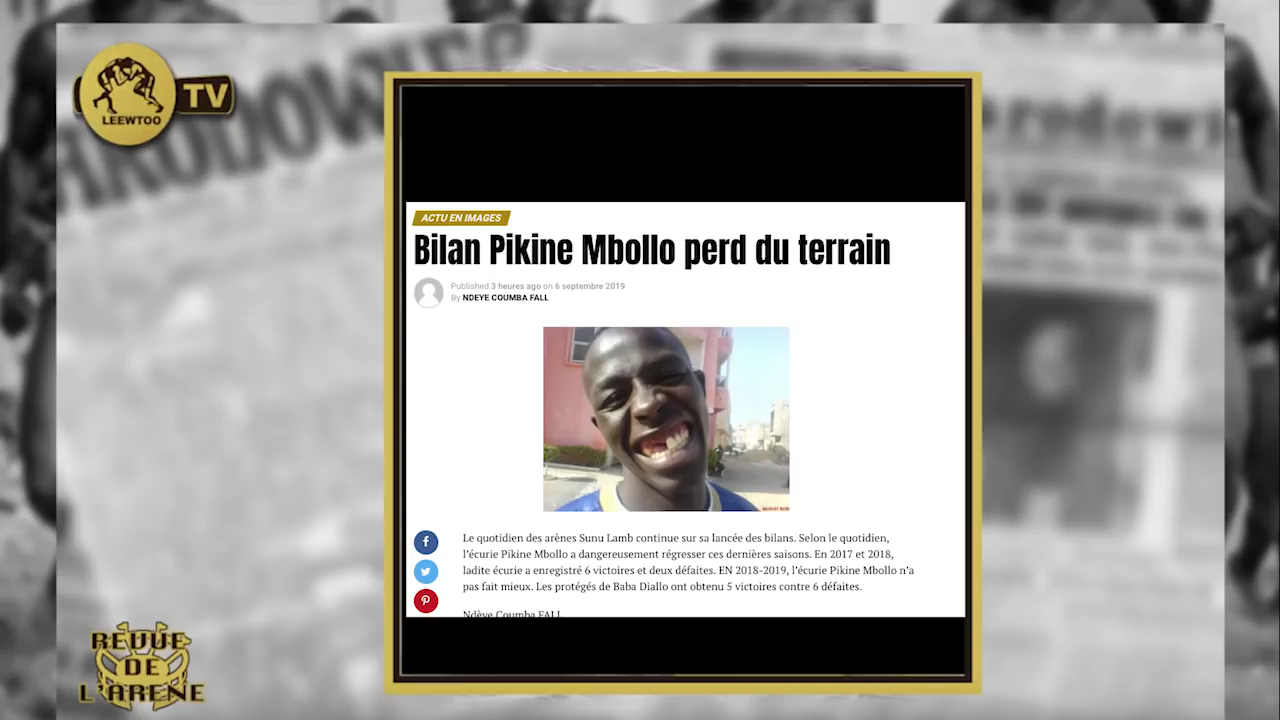 LEEWTOO
TV
ACTU EN IMAGES
Bilan Pikine Mbollo perd du terrain
Published 3 heures ago on 6 septembre 2019
By NDEYE COUMBA FALL
Le quotidien des arènes Sunu Lamb continue sur sa lancée des bilans. Selon le quotidien,
l'écurie Pikine Mbollo a dangereusement régresser ces dernières saisons. En 2017 et 2018,
ladite écurie a enregistré 6 victoires et deux défaites. EN 2018-2019, l'écurie Pikine Mbollo n'a
pas fait mieux. Les protégés de Baba Diallo ont obtenu 5 victoires contre 6 défaites.
Ndèye Coumba FALL
REVUE
DE
L'ARENE